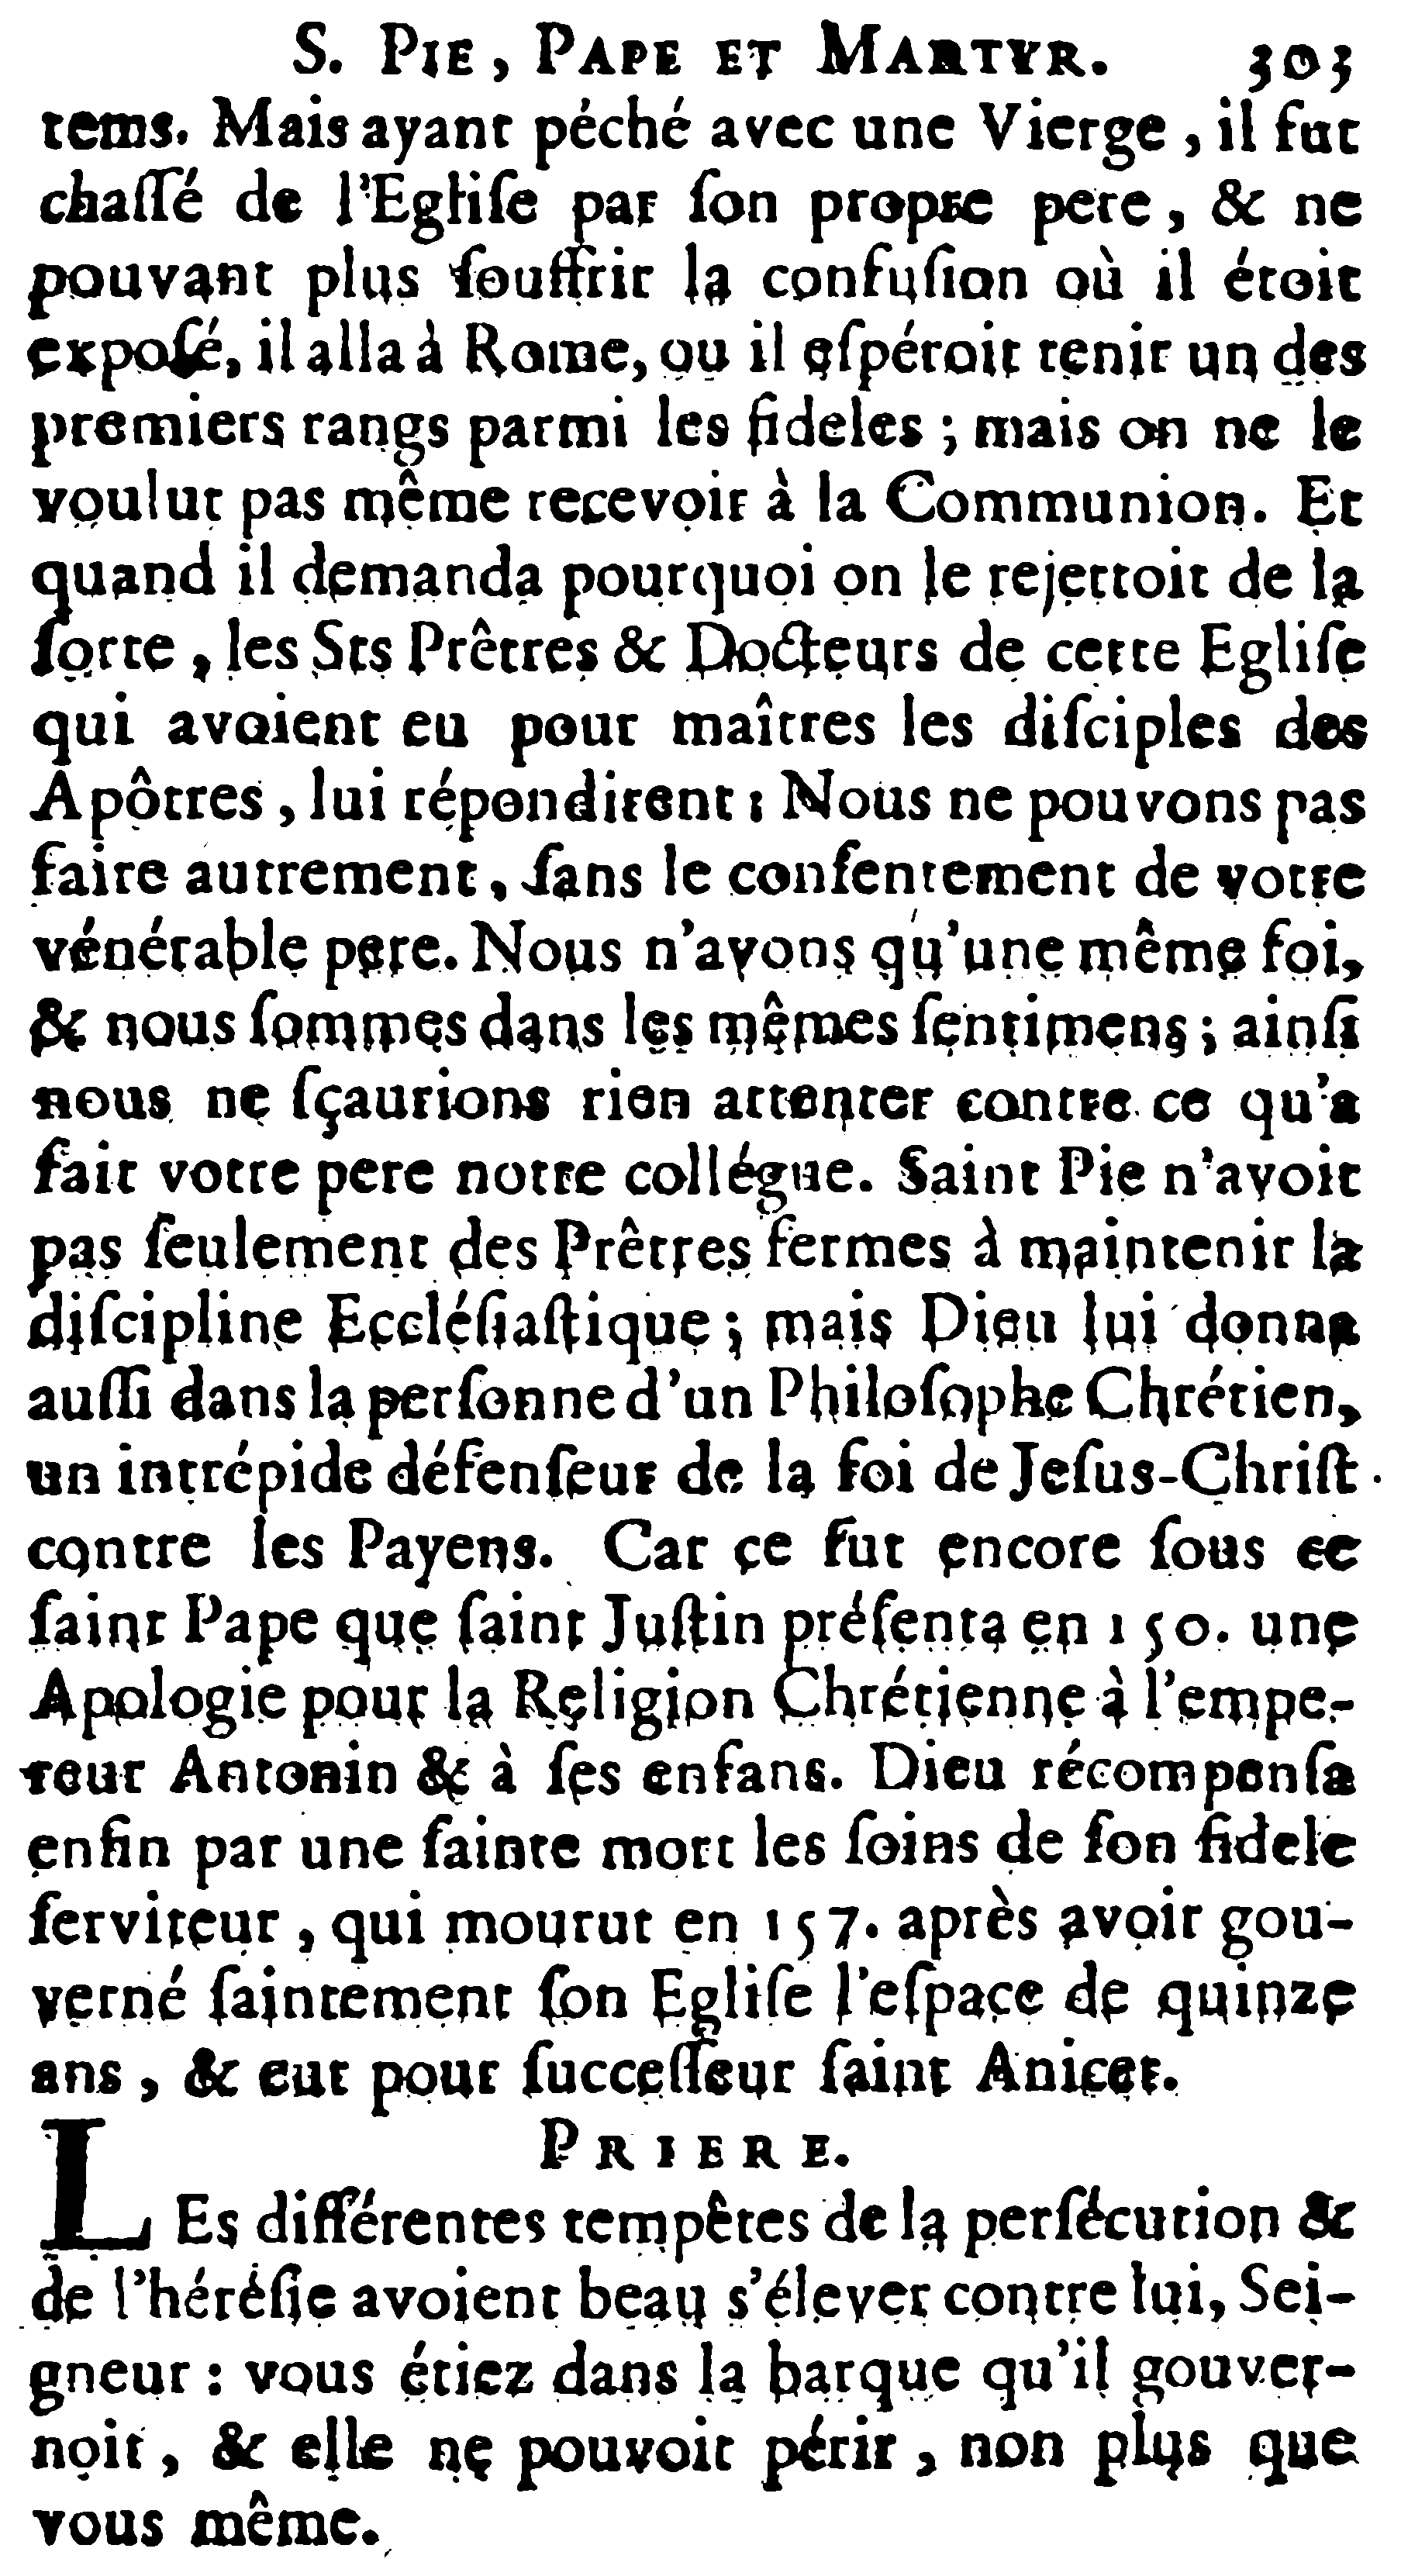 S. PIE, PAPE ET MARTYR. 303
tems. Mais ayant péché avec une Vierge, il fut
chaſſé de l'Egliſe par ſon propre pere, & ne
pouvant plus ſouffrir la confuſion où il étoit
expoſé, il alla à Rome, ou il eſpéroit tenir un des
premiers rangs parmi les fideles; mais on ne le
voulut pas même recevoir à la Communion. Et
quand il demanda pourquoi on le rejettoit de la
ſorte, les Sts Prêtres & Docteurs de cette Egliſe
qui avoient eu pour maîtres les diſciples des
Apôtres, lui répondirent: Nous ne pouvons pas
faire autrement, ſans le conſentement de votre
vénérable pere. Nous n'avons qu'une même foi,
& nous ſommes dans les mêmes ſentimens; ainſi
nous ne ſçaurions rien attenter contre ce qu'a
fait votre pere notre collégue. Saint Pie n'avoit
pas ſeulement des Prêtres fermes à maintenir la
diſcipline Eccléſiaſtique; mais Dieu lui donna
auſſi dans la perſonne d'un Philoſophe Chrétien,
un intrépide défenſeur de la foi de Jeſus-Chriſt
contre les Payens. Car ce fut encore ſous ce
ſaint Pape que ſaint Juſtin préſenta en 150. une
Apologie pour la Religion Chrétienne à l'empe-
reur Antonin & à ſes enfans. Dieu récompenſa
enfin par une ſainte mort les ſoins de ſon fidele
ſerviteur, qui mourut en 157. après avoir gou-
verné ſaintement ſon Egliſe l'eſpace de quinze
ans, & eut pour ſucceſſeur ſaint Anicet.
PRIERE.
LEs différentes tempêtes de la perſécution &
de l'héréſie avoient beau s'élever contre lui, Sei-
gneur: vous étiez dans la barque qu'il gouver-
noit, & elle ne pouvoit périr, non plus que
vous même.